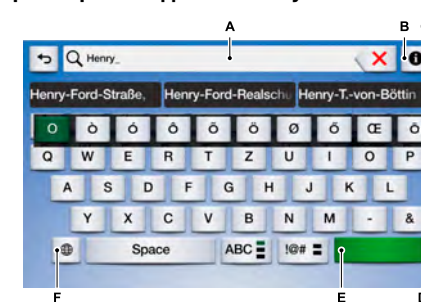 A B
Henry_
Henry-Ford-Straße, Henry-Ford-Realschu Henry-T.-von-Böttin
O ò ó ô õ ö ø ő Œ
Q W E R T Z U I O P
A S D F G H J K L
Y X C V B N M - &
Space ABC !@#
F E